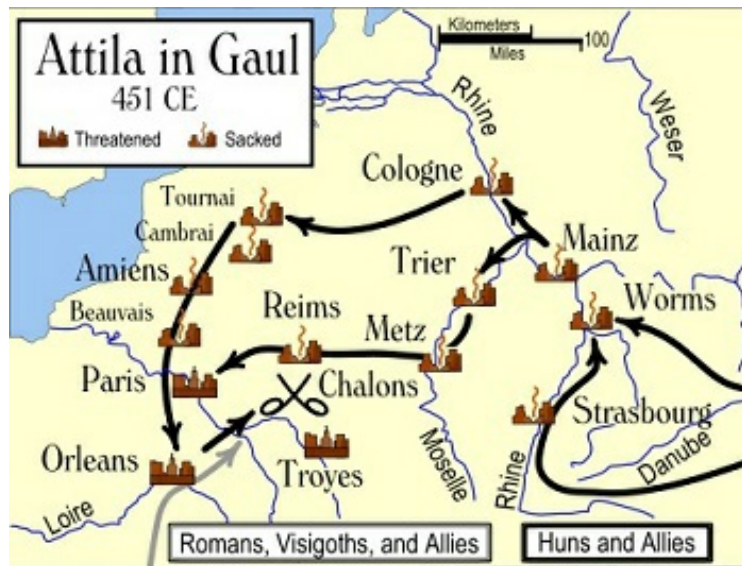 Attila in Gaul
451 CE
Threatened
Sacked
Kilometers
100
Miles
Rhine
Weser
Cologne
Tournai
Cambrai
Mainz
Trier
Amiens
Beauvais
Reims
Metz
Worms
Paris
Chalons
Strasbourg
Orleans
Troyes
Moselle
Rhine
Danube
Loire
Romans, Visigoths, and Allies
Huns and Allies